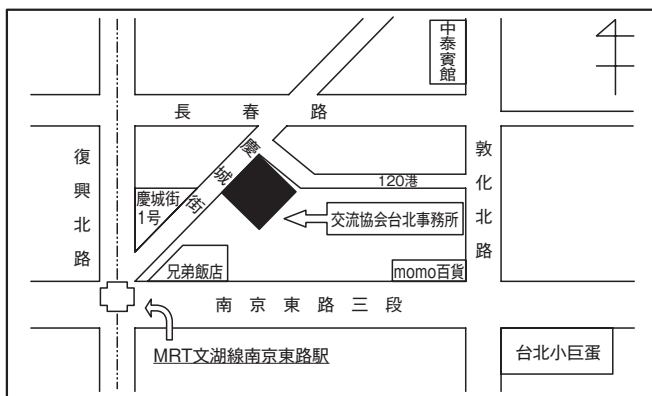 中泰賓館
長春路
復興北路
慶城街
敦化北路
120港
慶城街
1号
交流協会台北事務所
兄弟飯店
momo百貨
南京東路三段
MRT文湖線南京東路駅
台北小巨蛋